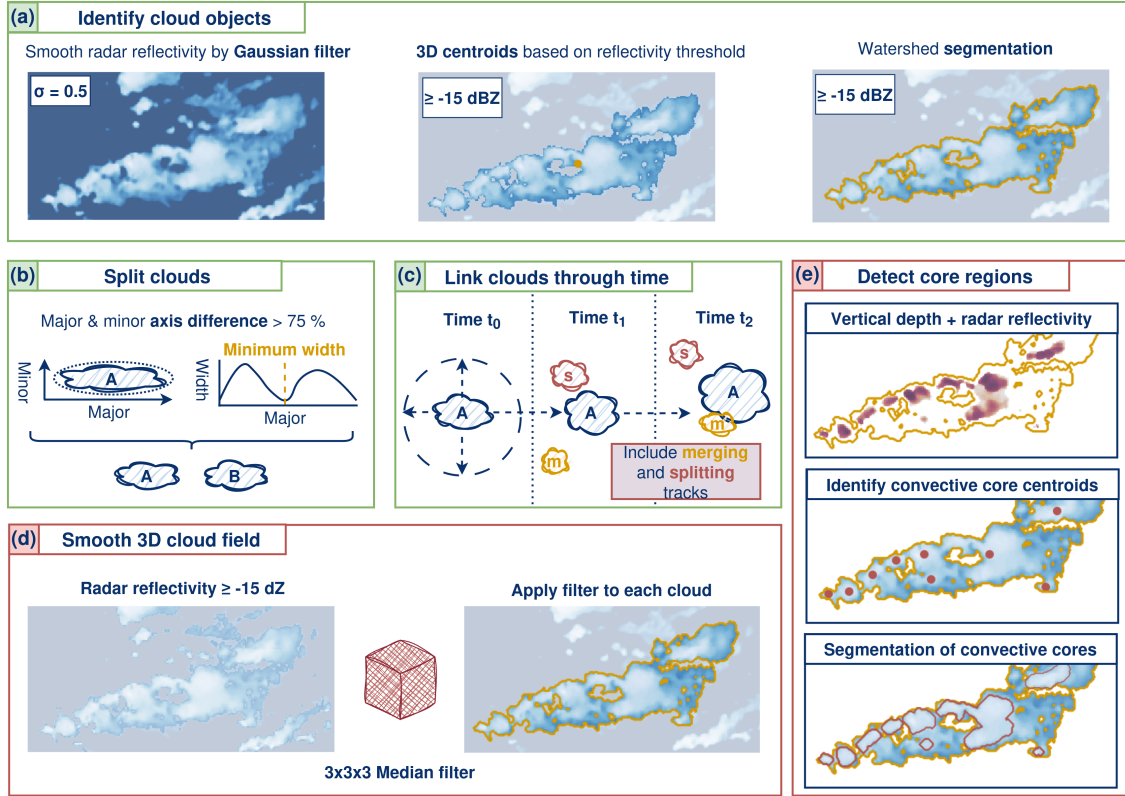 (a) Identify cloud objects
Smooth radar reflectivity by Gaussian filter
3D centroids based on reflectivity threshold
Watershed segmentation
σ = 0.5
≥ -15 dBZ
≥ -15 dBZ
(b) Split clouds
Major & minor axis difference > 75 %
Minor
A
Major
Minimum width
Width
Major
A
B
(c) Link clouds through time
Time t₀
Time t₁
Time t₂
A
s
A
m
s
A
m
Include merging
and splitting
tracks
(d) Smooth 3D cloud field
Radar reflectivity ≥ -15 dZ
Apply filter to each cloud
3x3x3 Median filter
(e) Detect core regions
Vertical depth + radar reflectivity
Identify convective core centroids
Segmentation of convective cores